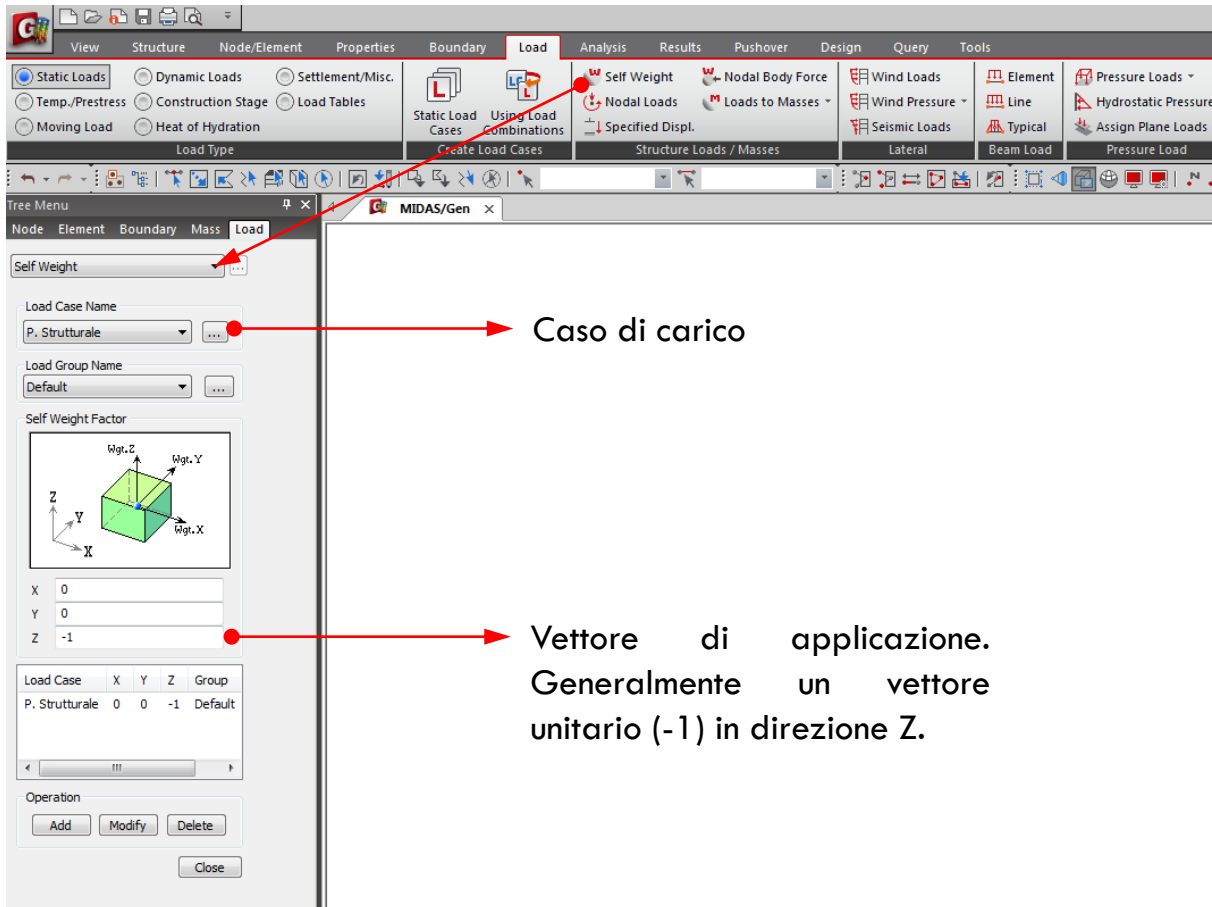 View Structure Node/Element Properties Boundary Load Analysis Results Pushover Design Query Tools
Static Loads Dynamic Loads Settlement/Misc.
Temp./Prestress Construction Stage Load Tables
Moving Load Heat of Hydration
Load Type
Static Load Cases
Using Load Combinations
Create Load Cases
Self Weight Nodal Body Force
Nodal Loads Loads to Masses
Specified Displ.
Structure Loads / Masses
Wind Loads
Wind Pressure
Seismic Loads
Lateral
Element
Line
Typical
Beam Load
Pressure Loads
Hydrostatic Pressure
Assign Plane Loads
Pressure Load
Tree Menu
MIDAS/Gen
Node Element Boundary Mass Load
Self Weight
Load Case Name
P. Strutturale
Load Group Name
Default
Self Weight Factor
Wgt.Z
Wgt.Y
Wgt.X
Z
Y
X
X 0
Y 0
Z -1
Load Case X Y Z Group
P. Strutturale 0 0 -1 Default
Operation
Add Modify Delete
Close
Caso di carico
Vettore di applicazione.
Generalmente un vettore
unitario (-1) in direzione Z.